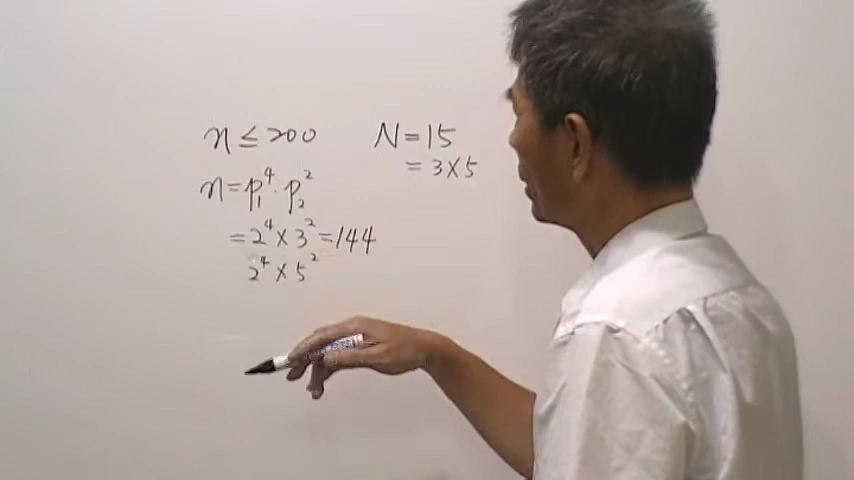 n ≤ 200
N = 15
= 3 × 5
n = p₁⁴ · p₂²
= 2⁴ × 3² = 144
2⁴ × 5²